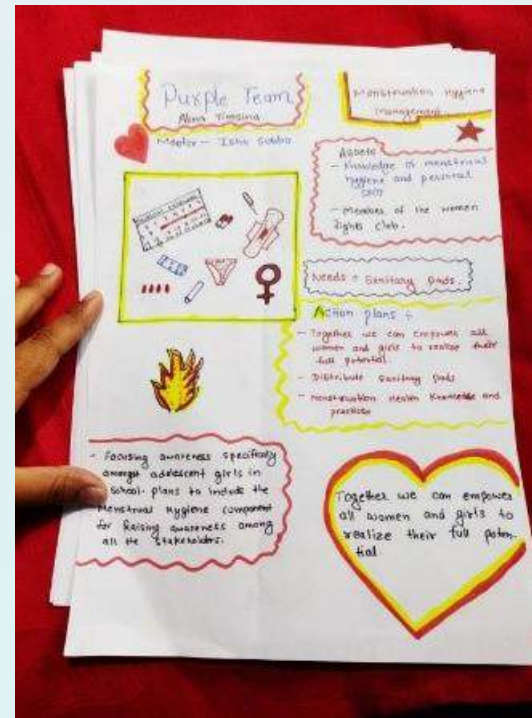 Purple Team
Timsina
Mentor - Isha Subba
Menstruation Hygiene
Management
Assets
- Knowledge of menstrual
hygiene and personal
- Member of the women
rights club.
Needs ÷ Sanitary pads.
Action plans ÷
- Together we can empower all
women and girls to realize their
full potential.
- Distribute Sanitary Pads
- Menstruation Health Knowledge and
practices
- Focusing awareness specifically
amongst adolescent girls in
School plans to include the
Menstrual Hygiene component
for Raising awareness among
all the Stakeholders.
Together we can empower
all women and girls to
realize their full poten-
tial